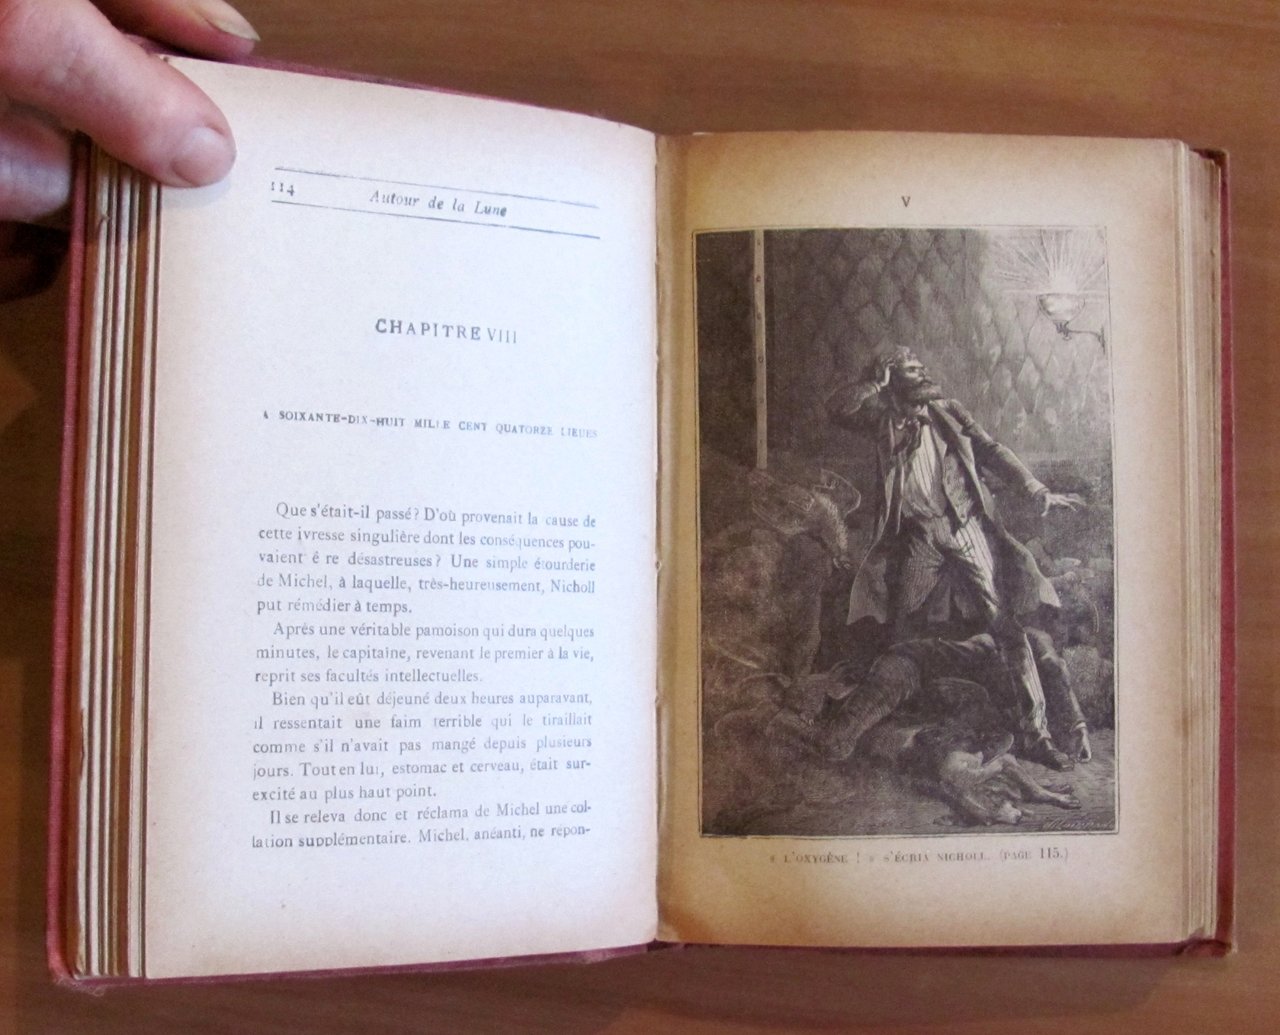 114
Autour de la Lune
CHAPITRE VIII
A SOIXANTE-DIX-HUIT MILLE CENT QUATORZE LIEUES
Que s'était-il passé? D'où provenait la cause de
cette ivresse singulière dont les conséquences pou-
vaient ê re désastreuses? Une simple étourderie
de Michel, à laquelle, très-heureusement, Nicholl
put rémédier à temps.
Après une véritable pamoison qui dura quelques
minutes, le capitaine, revenant le premier à la vie,
reprit ses facultés intellectuelles.
Bien qu'il eût déjeuné deux heures auparavant,
il ressentait une faim terrible qui le tiraillait
comme s'il n'avait pas mangé depuis plusieurs
jours. Tout en lui, estomac et cerveau, était sur-
excité au plus haut point.
Il se releva donc et réclama de Michel une col-
lation supplémentaire. Michel, anéanti, ne répon-
V
« L'OXYGÈNE ! » S'ÉCRIA NICHOLL. (PAGE 115.)